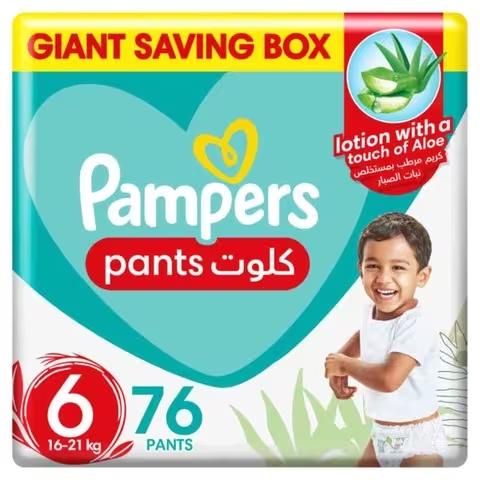 GIANT SAVING BOX
lotion with a
touch of Aloe
كريم مرطب بمستخلص
نبات الصبار
Pampers
pants كلوت
6
16-21 kg
76
PANTS